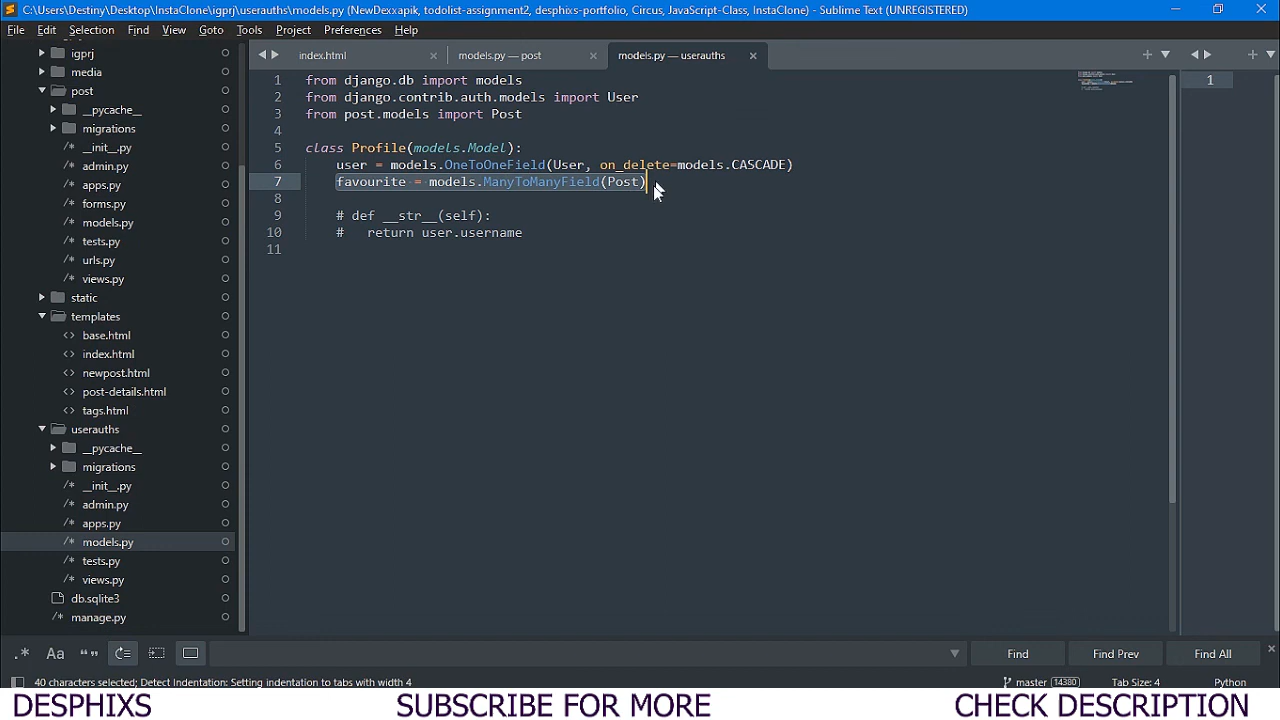 C:\Users\Destiny\Desktop\InstaClone\igprj\userauths\models.py (NewDexxapik, todolist-assignment2, desphixs-portfolio, Circus, JavaScript-Class, InstaClone) - Sublime Text (UNREGISTERED)
File Edit Selection Find View Goto Tools Project Preferences Help
igprj
media
post
__pycache__
migrations
__init__.py
admin.py
apps.py
forms.py
models.py
tests.py
urls.py
views.py
static
templates
base.html
index.html
newpost.html
post-details.html
tags.html
userauths
__pycache__
migrations
__init__.py
admin.py
apps.py
models.py
tests.py
views.py
db.sqlite3
manage.py
index.html
models.py — post
models.py — userauths
1 from django.db import models
2 from django.contrib.auth.models import User
3 from post.models import Post
4
5 class Profile(models.Model):
6 user = models.OneToOneField(User, on_delete=models.CASCADE)
7 favourite = models.ManyToManyField(Post)
8
9 # def __str__(self):
10 # return user.username
11
1
.* Aa “ ”
Find Find Prev Find All
40 characters selected; Detect Indentation: Setting indentation to tabs with width 4
master 14380 Tab Size: 4 Python
DESPHIXS SUBSCRIBE FOR MORE CHECK DESCRIPTION